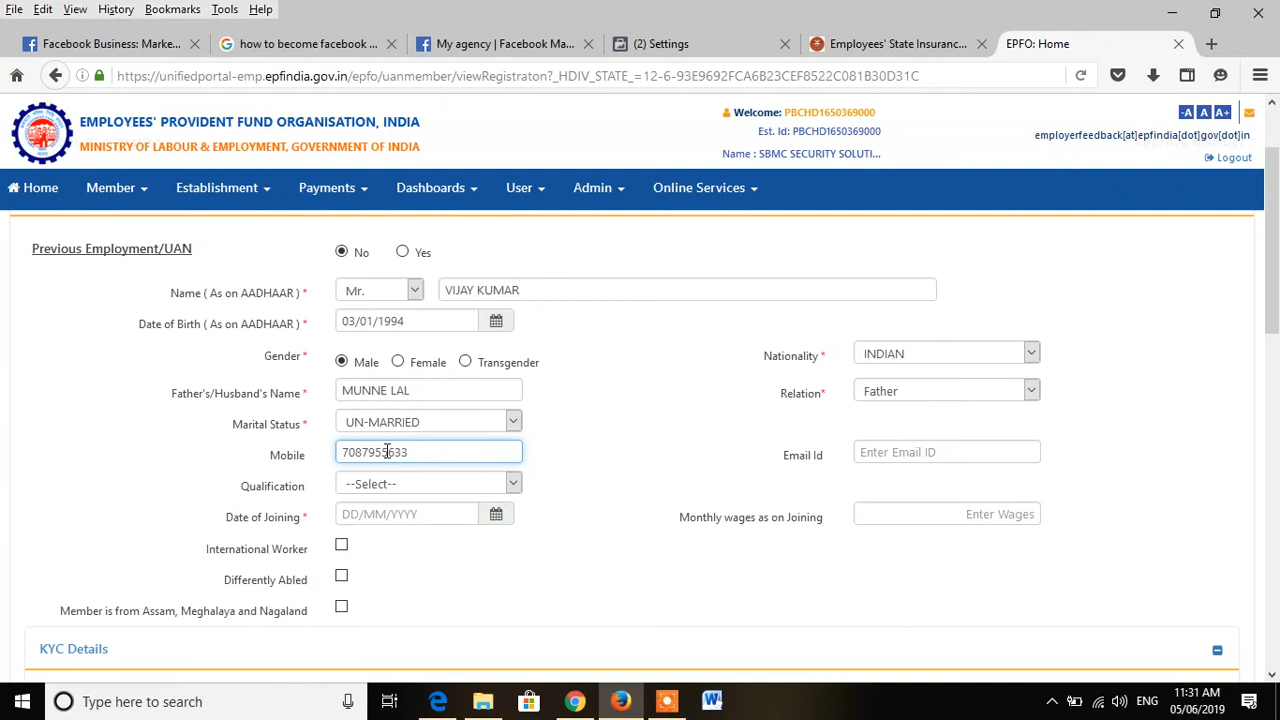 File Edit View History Bookmarks Tools Help
Facebook Business: Marke... how to become facebook ... My agency | Facebook Ma... (2) Settings Employees' State Insuranc... EPFO: Home
https://unifiedportal-emp.epfindia.gov.in/epfo/uanmember/viewRegistraton?_HDIV_STATE_=12-6-93E9692FCA6B23CEF8522C081B30D31C
EMPLOYEES' PROVIDENT FUND ORGANISATION, INDIA
MINISTRY OF LABOUR & EMPLOYMENT, GOVERNMENT OF INDIA
Welcome: PBCHD1650369000
Est. Id: PBCHD1650369000
Name : SBMC SECURITY SOLUTI...
-A A A+
employerfeedback[at]epfindia[dot]gov[dot]in
Logout
Home Member Establishment Payments Dashboards User Admin Online Services
Previous Employment/UAN No Yes
Name ( As on AADHAAR ) * Mr. VIJAY KUMAR
Date of Birth ( As on AADHAAR ) * 03/01/1994
Gender * Male Female Transgender Nationality * INDIAN
Father's/Husband's Name * MUNNE LAL Relation* Father
Marital Status * UN-MARRIED
Mobile 7087955633 Email Id Enter Email ID
Qualification --Select--
Date of Joining * DD/MM/YYYY Monthly wages as on Joining Enter Wages
International Worker
Differently Abled
Member is from Assam, Meghalaya and Nagaland
KYC Details
Type here to search ENG 11:31 AM
05/06/2019